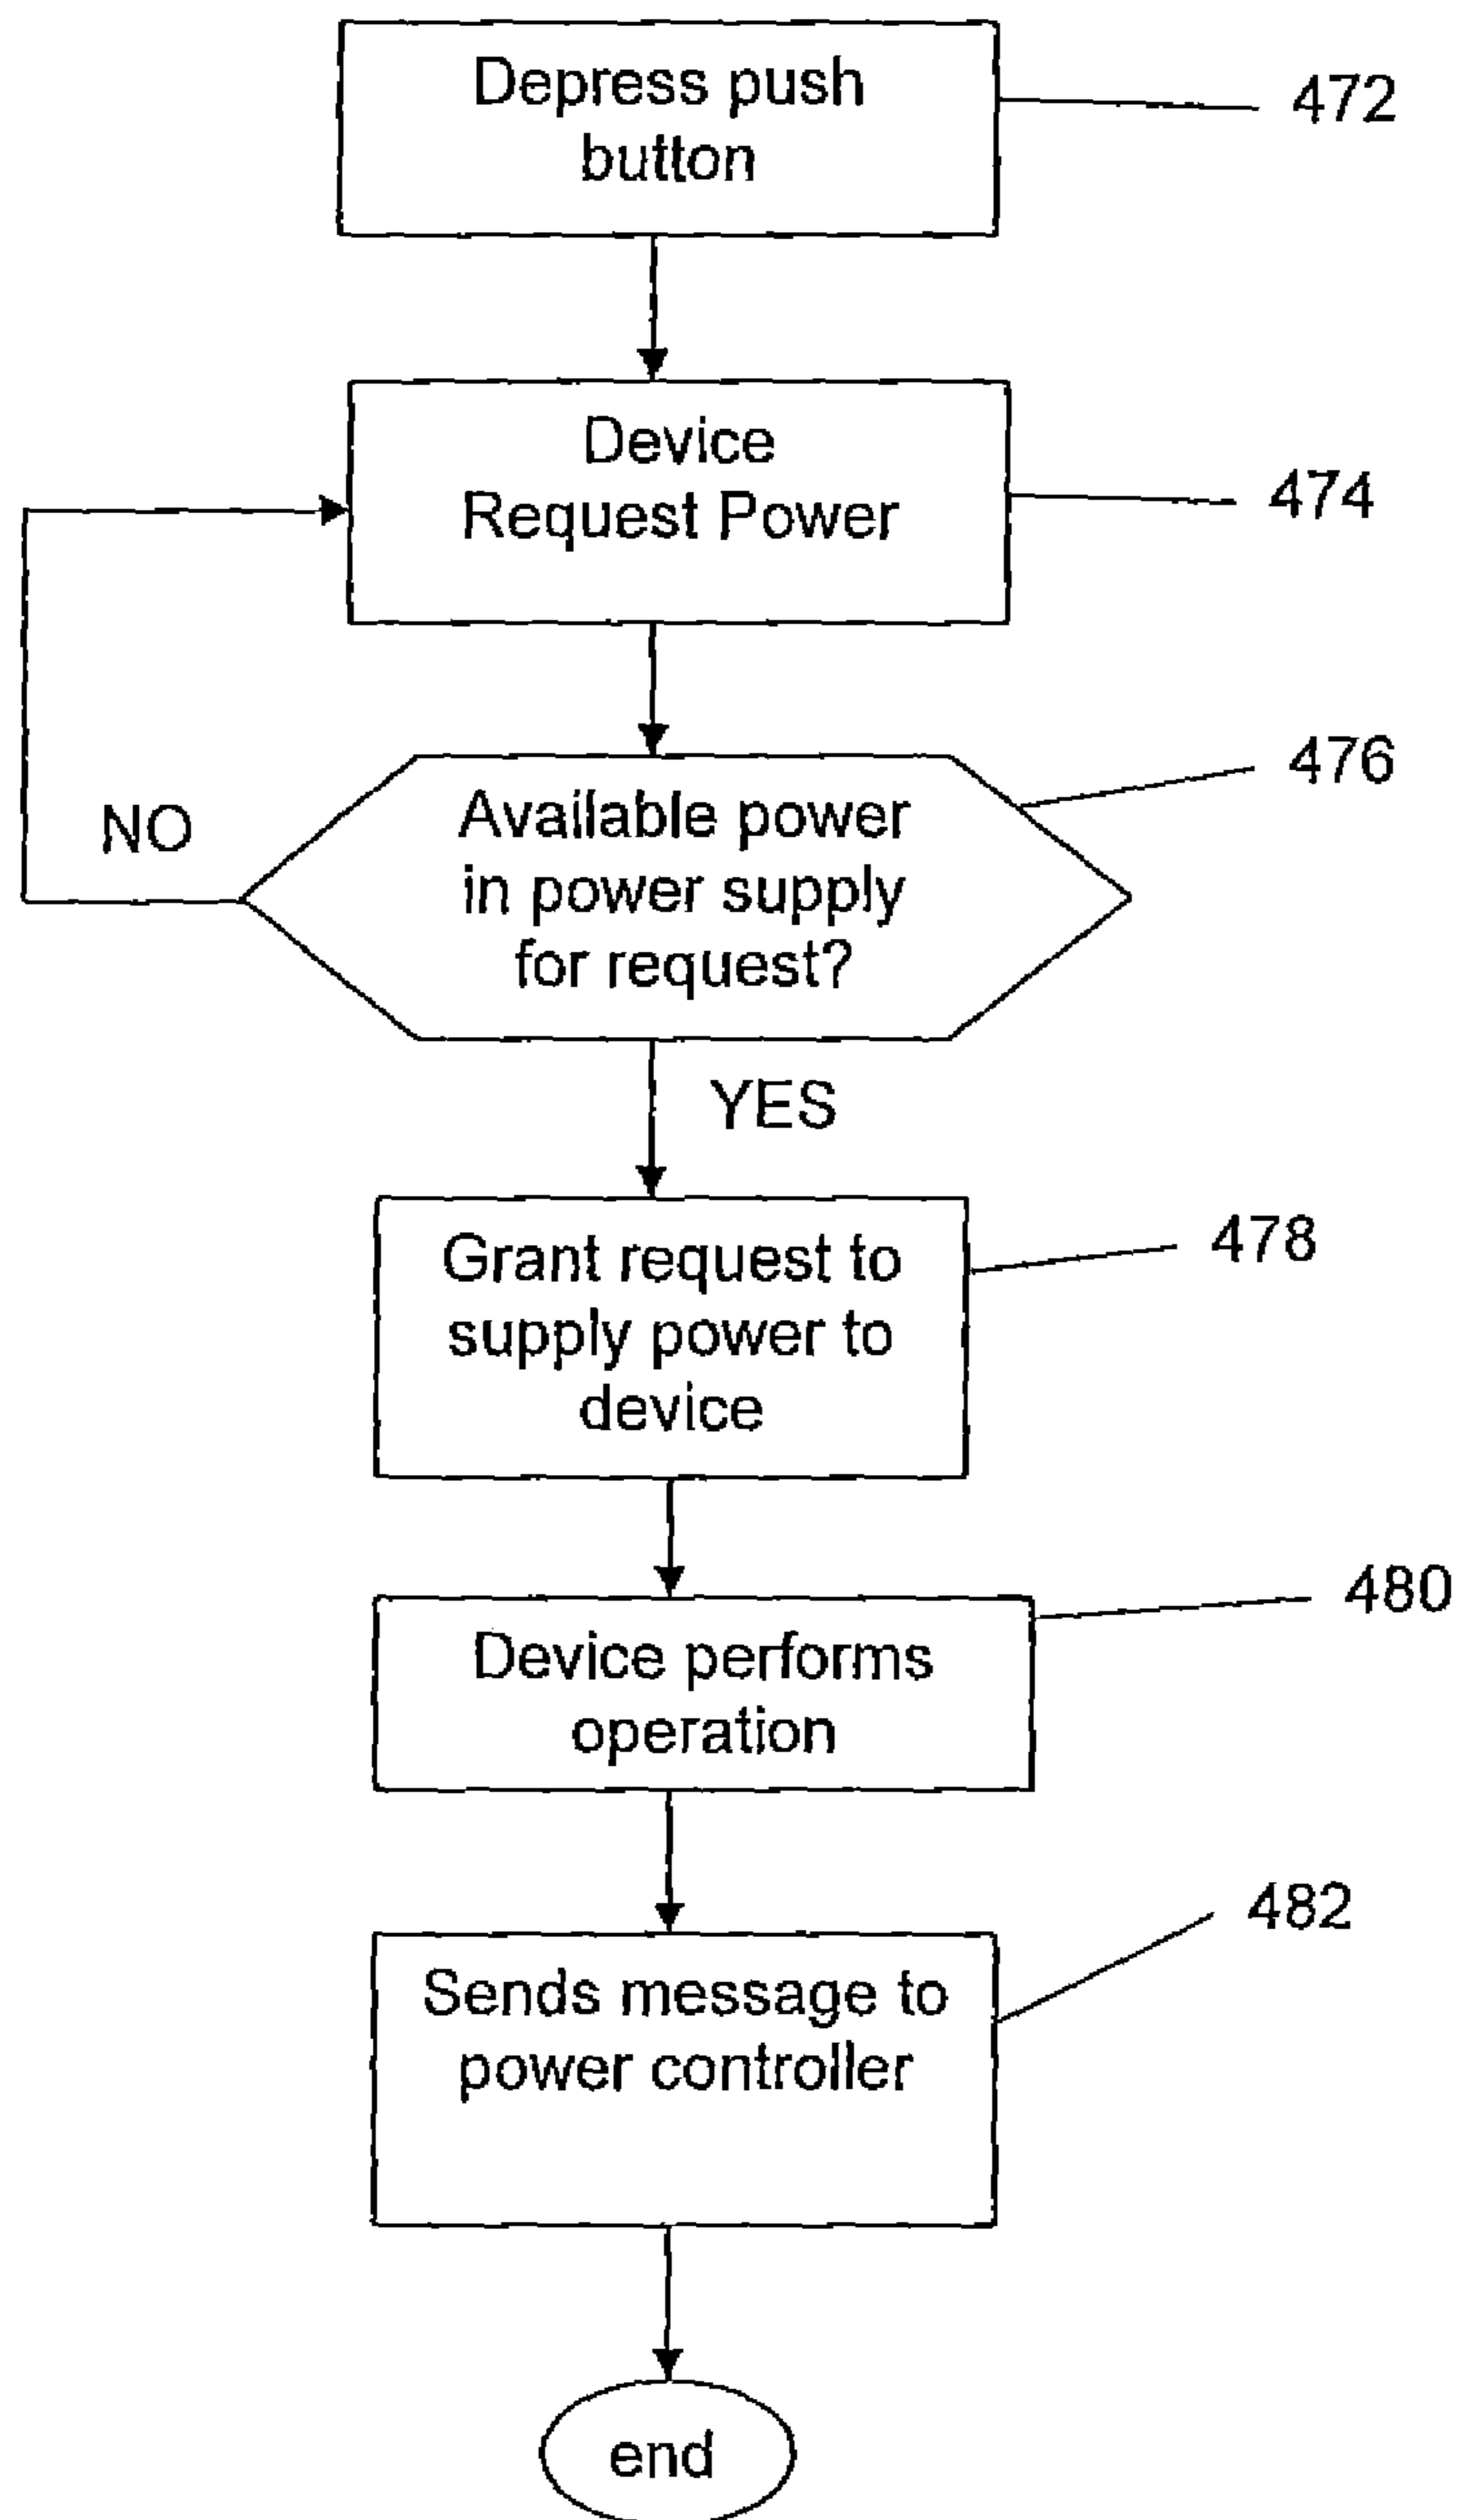 Depress push
button
472
Device
Request Power
474
476
NO
Available power
in power supply
for request?
YES
Grant request to
supply power to
device
478
480
Device performs
operation
482
Sends message to
power controller
end